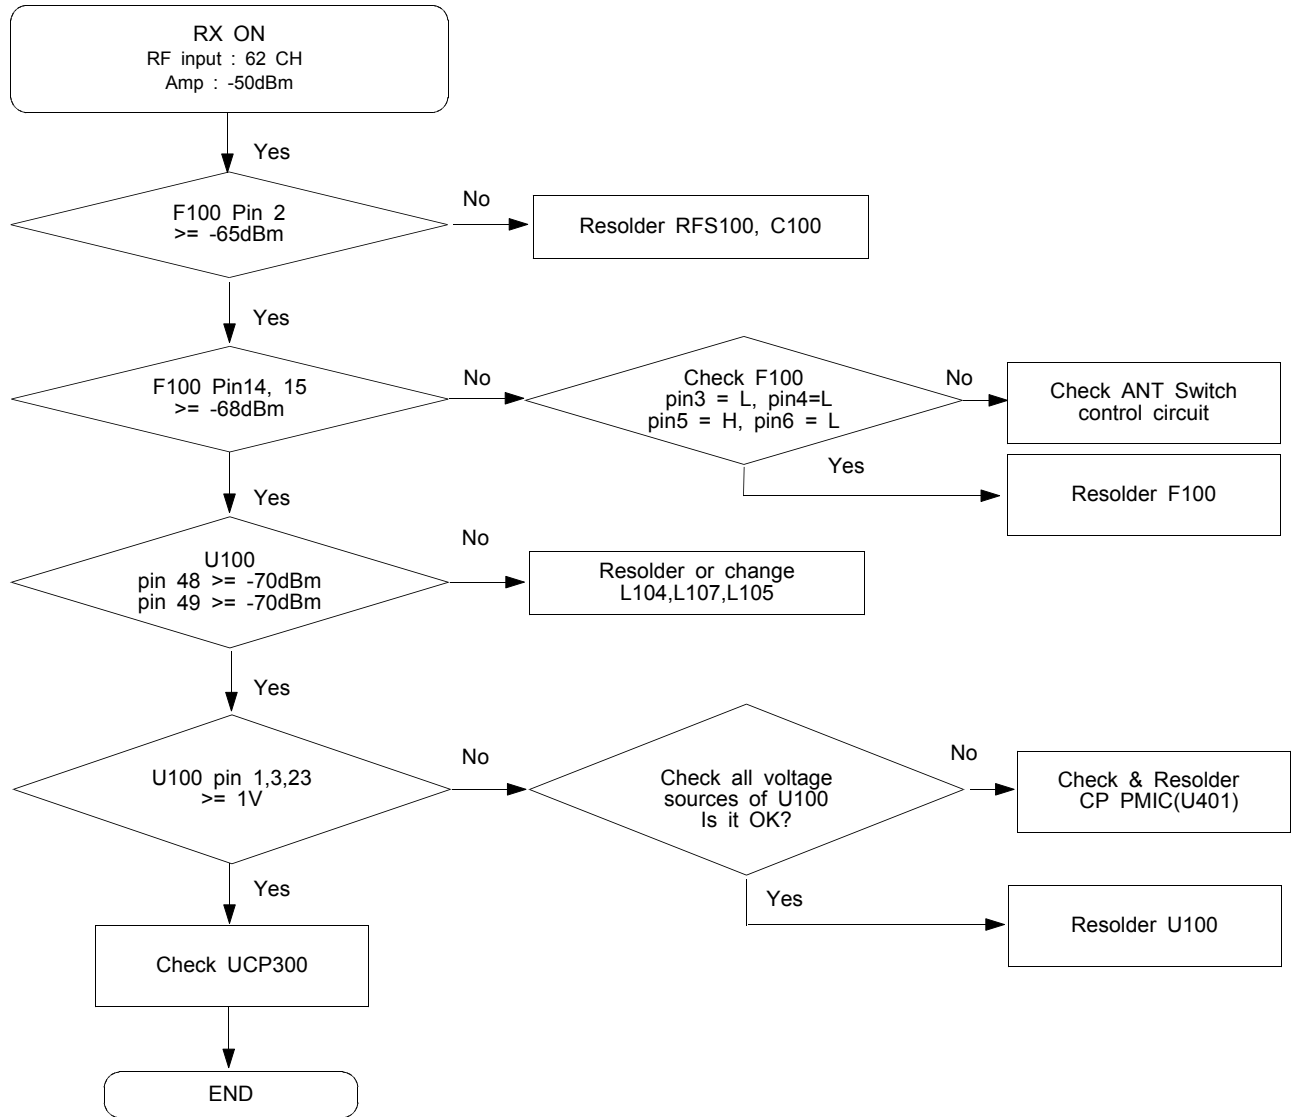 RX ON
RF input : 62 CH
Amp : -50dBm
Yes
F100 Pin 2
>= -65dBm
No
Resolder RFS100, C100
Yes
F100 Pin14, 15
>= -68dBm
No
Check F100
pin3 = L, pin4=L
pin5 = H, pin6 = L
No
Check ANT Switch
control circuit
Yes
Resolder F100
Yes
U100
pin 48 >= -70dBm
pin 49 >= -70dBm
No
Resolder or change
L104,L107,L105
Yes
U100 pin 1,3,23
>= 1V
No
Check all voltage
sources of U100
Is it OK?
No
Check & Resolder
CP PMIC(U401)
Yes
Resolder U100
Yes
Check UCP300
END